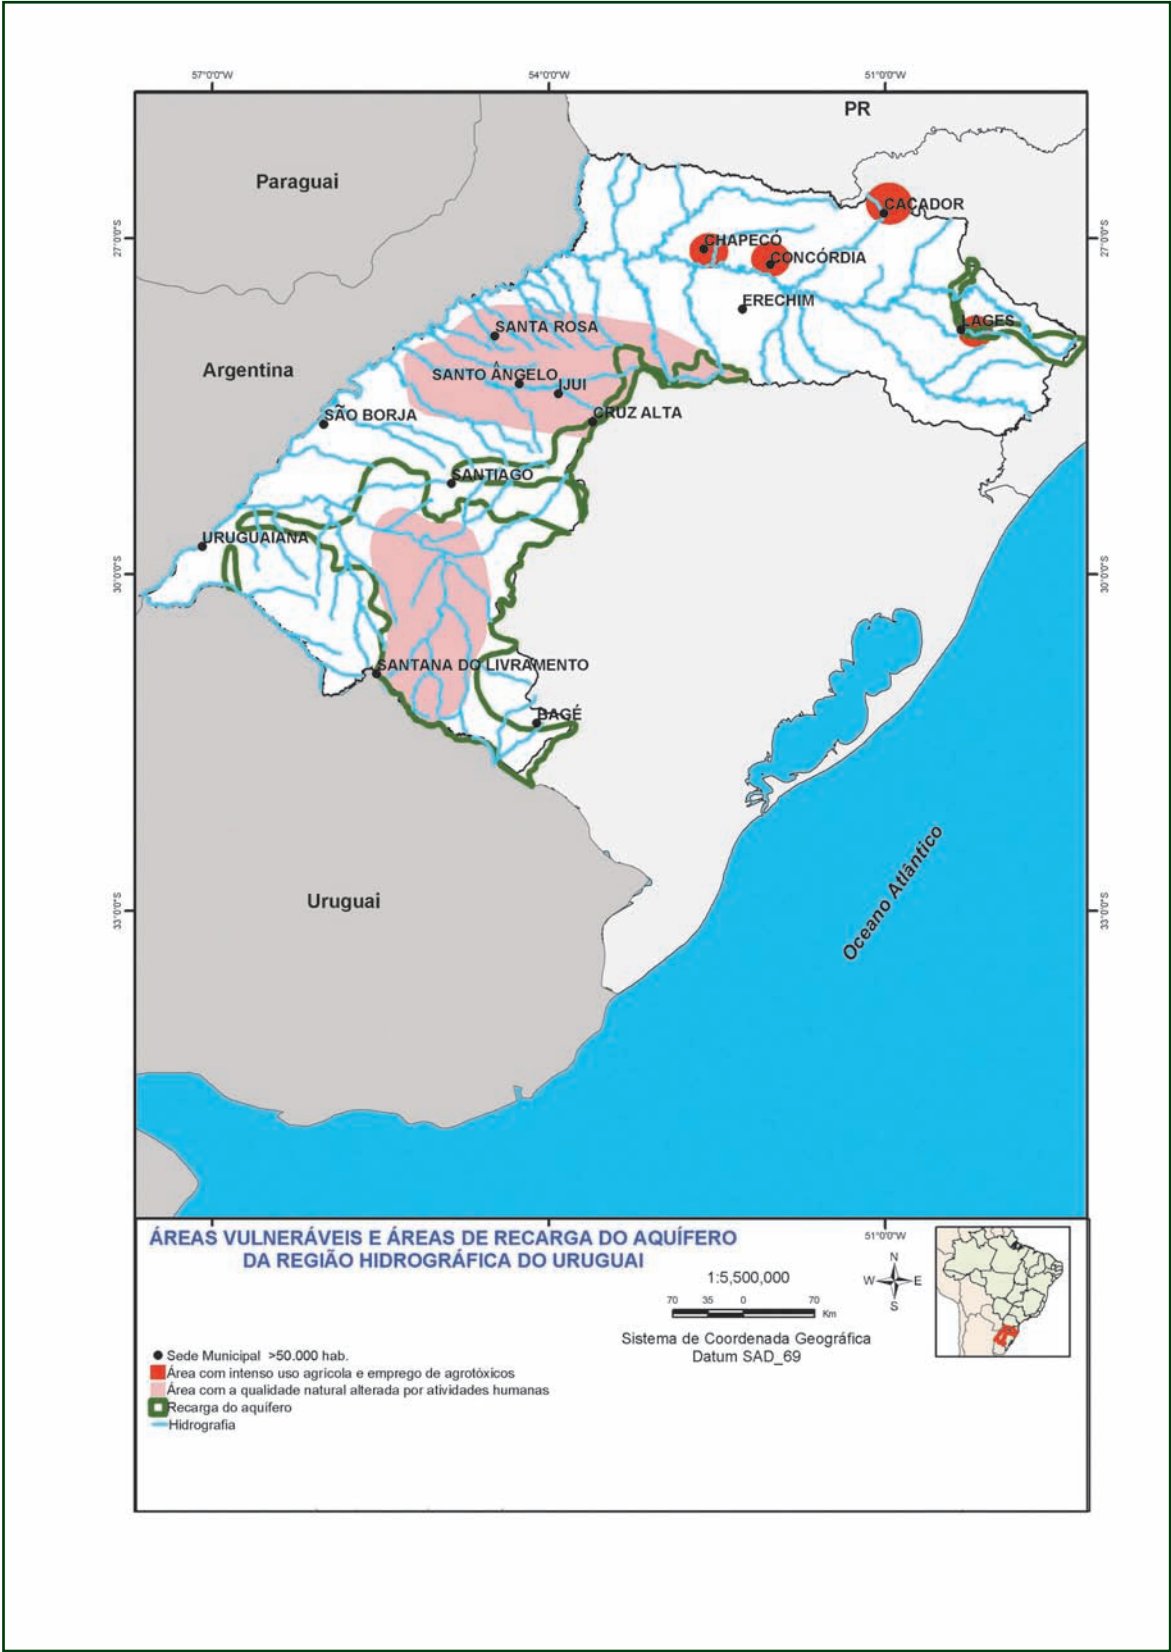 57°0'0"W
54°0'0"W
51°0'0"W
PR
Paraguai
CAÇADOR
27°0'0"S
27°0'0"S
CHAPECÓ
CONCÓRDIA
ERECHIM
LAGES
SANTA ROSA
Argentina
SANTO ÂNGELO
IJUI
SÃO BORJA
CRUZ ALTA
SANTIAGO
URUGUAIANA
30°0'0"S
30°0'0"S
SANTANA DO LIVRAMENTO
BAGÉ
Oceano Atlântico
Uruguai
33°0'0"S
33°0'0"S
ÁREAS VULNERÁVEIS E ÁREAS DE RECARGA DO AQUÍFERO
DA REGIÃO HIDROGRÁFICA DO URUGUAI
51°0'0"W
N
W E
S
1:5,500,000
70 35 0 70
Km
Sistema de Coordenada Geográfica
Datum SAD_69
Sede Municipal >50.000 hab.
Área com intenso uso agrícola e emprego de agrotóxicos
Área com a qualidade natural alterada por atividades humanas
Recarga do aquífero
Hidrografia